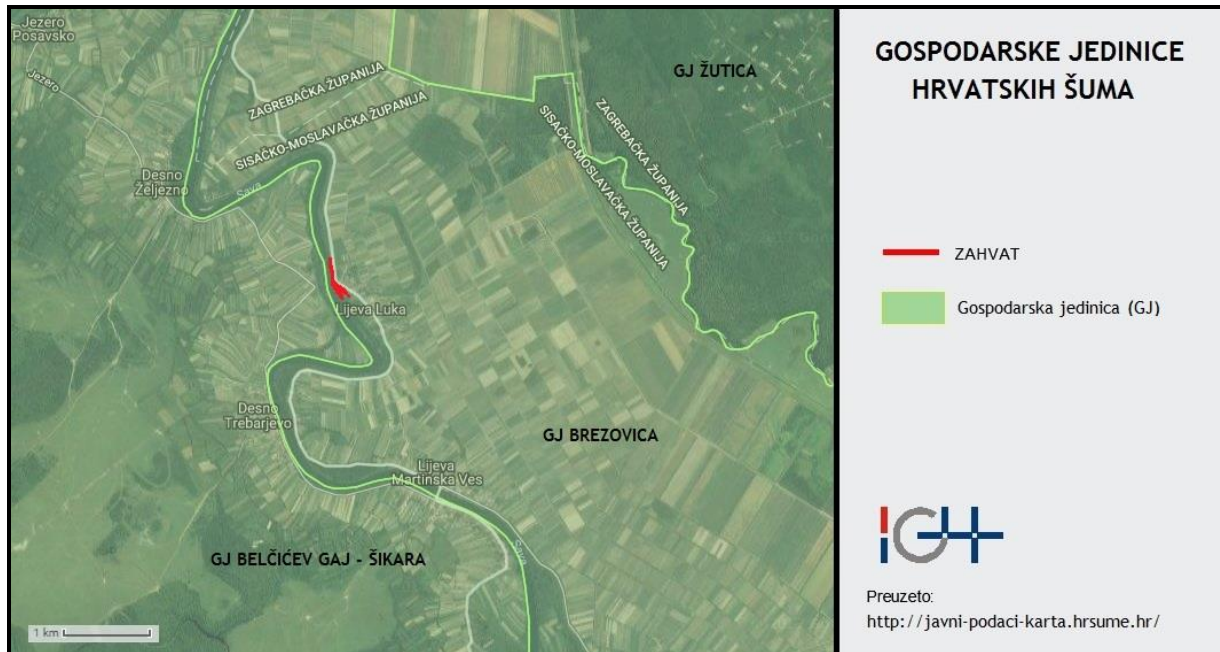 Jezero
Posavsko
Jezero
ZAGREBAČKA ŽUPANIJA
SISAČKO-MOSLAVAČKA ŽUPANIJA
GJ ŽUTICA
ZAGREBAČKA ŽUPANIJA
SISAČKO-MOSLAVAČKA ŽUPANIJA
Desno
Željezno
Sava
Lijeva Luka
Desno
Trebarjevo
GJ BREZOVICA
Lijeva
Martinska Ves
GJ BELČIĆEV GAJ - ŠIKARA
Sava
1 km
GOSPODARSKE JEDINICE
HRVATSKIH ŠUMA
ZAHVAT
Gospodarska jedinica (GJ)
IGH
Preuzeto:
http://javni-podaci-karta.hrsume.hr/